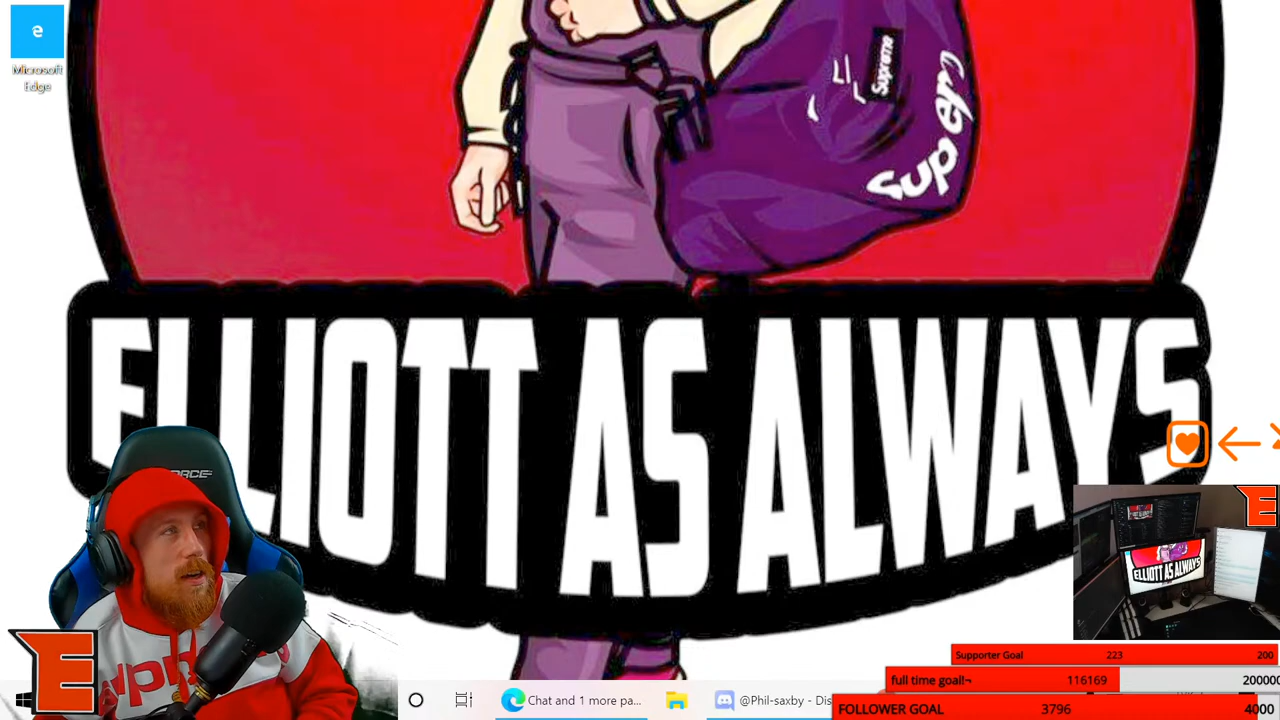 e
Microsoft
Edge
Supreme
Supem
ELLIOTT AS ALWAYS
E
ELLIOTT AS ALWAYS
E
Supporter Goal 223 200
full time goal!¬ 116169 200000
Chat and 1 more pa... @Phil-saxby - Dis
FOLLOWER GOAL 3796 4000